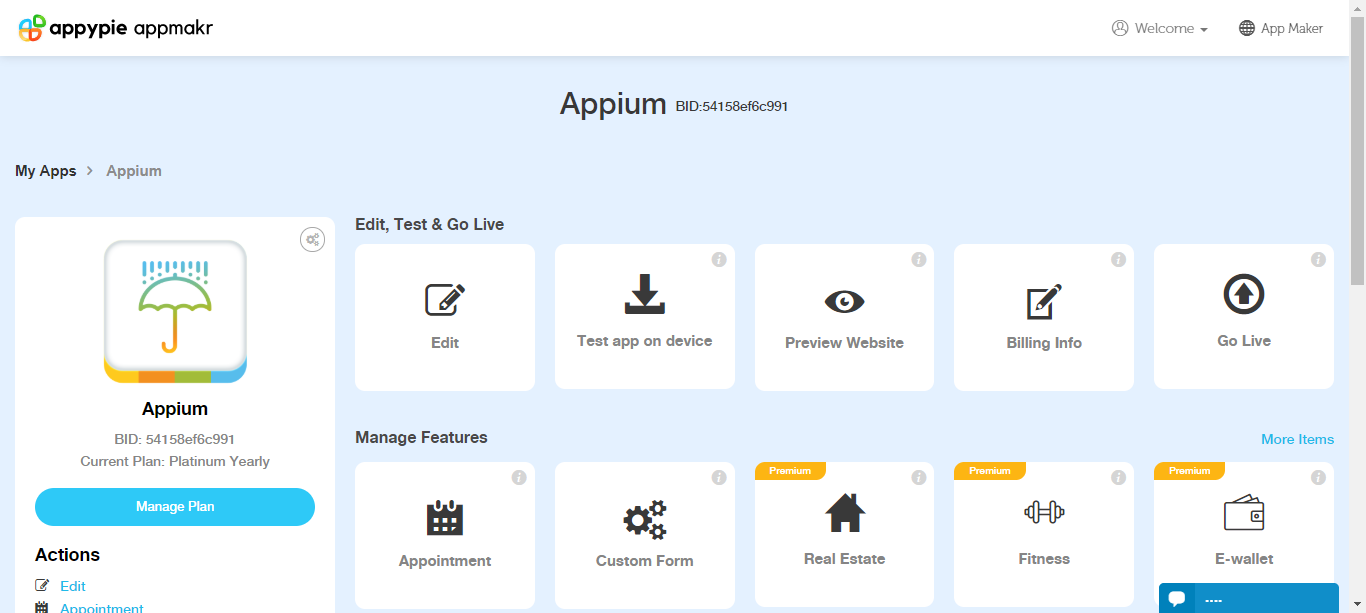 appypie appmakr
Welcome
App Maker
Appium BID:54158ef6c991
My Apps > Appium
Appium
BID: 54158ef6c991
Current Plan: Platinum Yearly
Manage Plan
Actions
Edit
Appointment
Edit, Test & Go Live
Edit
Test app on device
Preview Website
Billing Info
Go Live
Manage Features
More Items
Appointment
Custom Form
Premium
Real Estate
Premium
Fitness
Premium
E-wallet
----